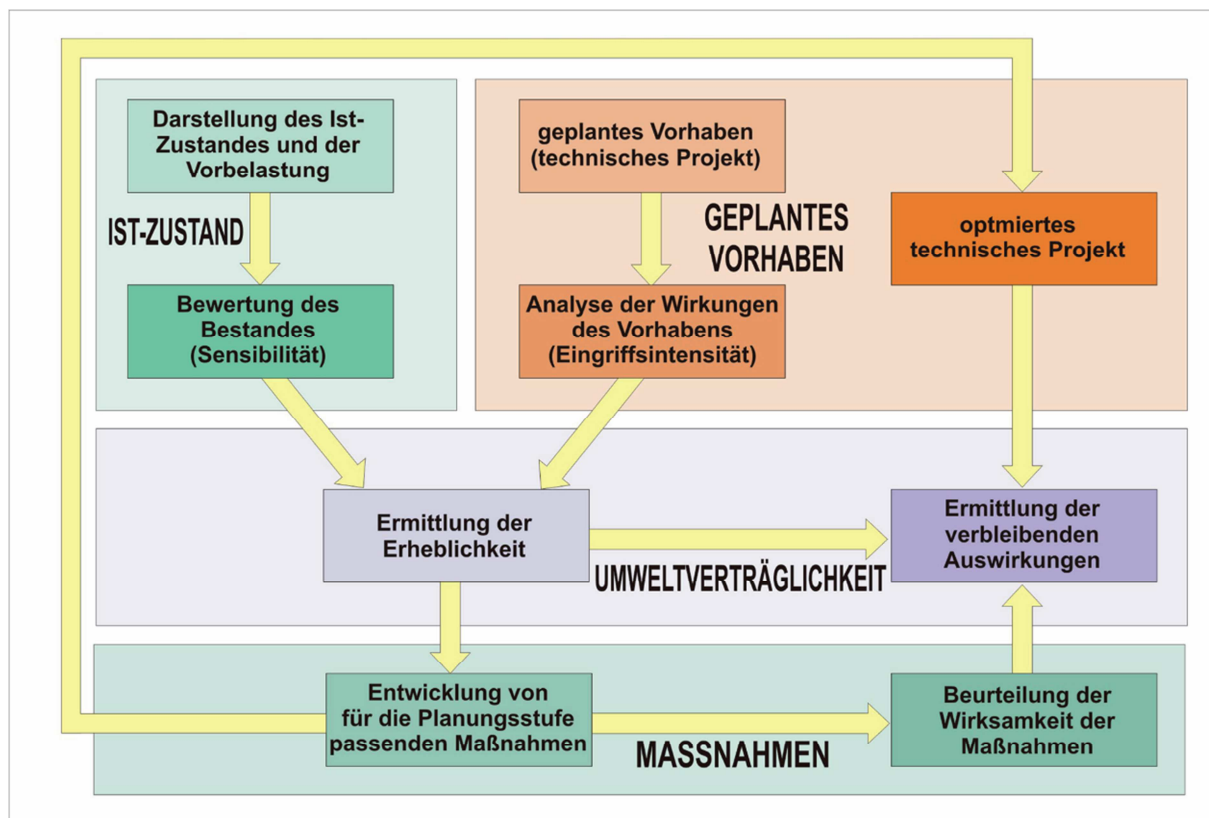 Darstellung des Ist-
Zustandes und der
Vorbelastung
IST-ZUSTAND
Bewertung des
Bestandes
(Sensibilität)
geplantes Vorhaben
(technisches Projekt)
GEPLANTES
VORHABEN
Analyse der Wirkungen
des Vorhabens
(Eingriffsintensität)
optmiertes
technisches Projekt
Ermittlung der
Erheblichkeit
UMWELTVERTRÄGLICHKEIT
Ermittlung der
verbleibenden
Auswirkungen
Entwicklung von
für die Planungsstufe
passenden Maßnahmen
MASSNAHMEN
Beurteilung der
Wirksamkeit der
Maßnahmen